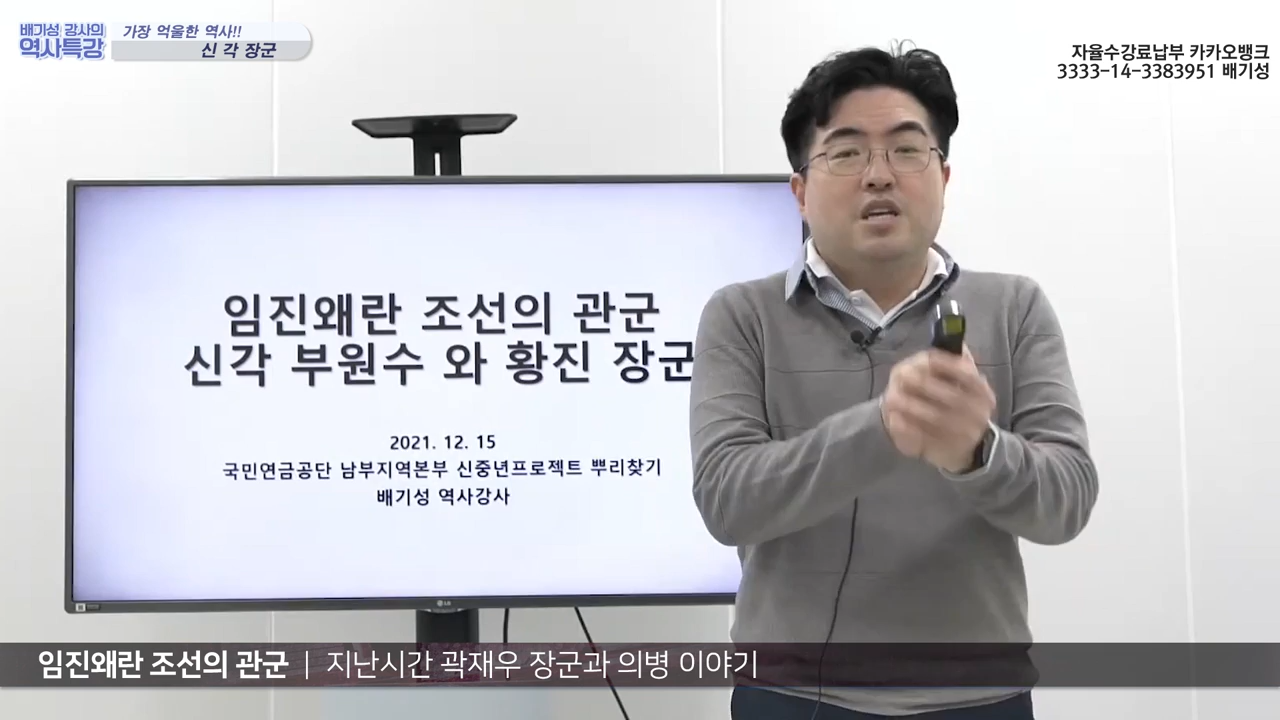 배기성 강사의
역사특강
가장 억울한 역사!!
신 각 장군
자율수강료납부 카카오뱅크
3333-14-3383951 배기성
임진왜란 조선의 관군
신각 부원수 와 황진 장군
2021. 12. 15
국민연금공단 남부지역본부 신중년프로젝트 뿌리찾기
배기성 역사강사
LG
임진왜란 조선의 관군 | 지난시간 곽재우 장군과 의병 이야기